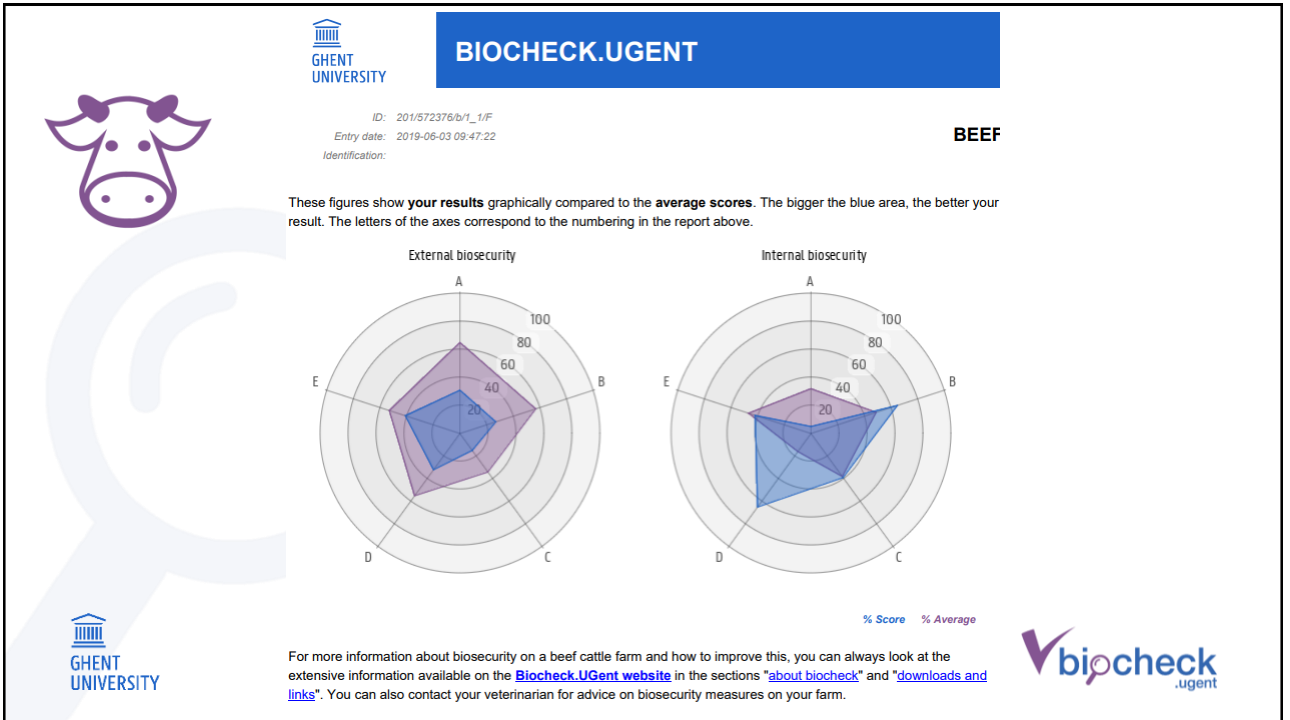 GHENT
UNIVERSITY
BIOCHECK.UGENT
ID: 201/572376/b/1_1/F
Entry date: 2019-06-03 09:47:22
BEEF
Identification:
These figures show your results graphically compared to the average scores. The bigger the blue area, the better your
result. The letters of the axes correspond to the numbering in the report above.
External biosecurity
A
100
80
60
40
20
B
C
D
E
Internal biosecurity
A
100
80
60
40
20
B
C
D
E
% Score % Average
For more information about biosecurity on a beef cattle farm and how to improve this, you can always look at the
extensive information available on the Biocheck.UGent website in the sections "about biocheck" and "downloads and
links". You can also contact your veterinarian for advice on biosecurity measures on your farm.
GHENT
UNIVERSITY
biocheck
.ugent